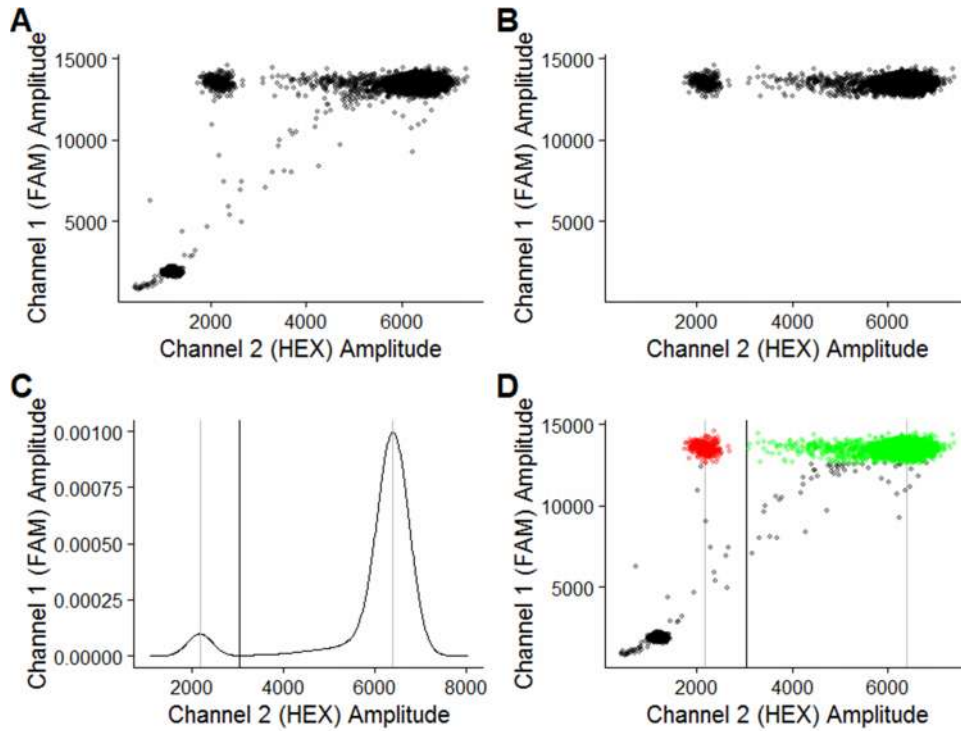 A
B
15000
10000
5000
Channel 1 (FAM) Amplitude
2000
4000
6000
Channel 2 (HEX) Amplitude
15000
10000
5000
Channel 1 (FAM) Amplitude
2000
4000
6000
Channel 2 (HEX) Amplitude
C
D
0.00100
0.00075
0.00050
0.00025
0.00000
Channel 1 (FAM) Amplitude
2000
4000
6000
8000
Channel 2 (HEX) Amplitude
15000
10000
5000
Channel 1 (FAM) Amplitude
2000
4000
6000
Channel 2 (HEX) Amplitude